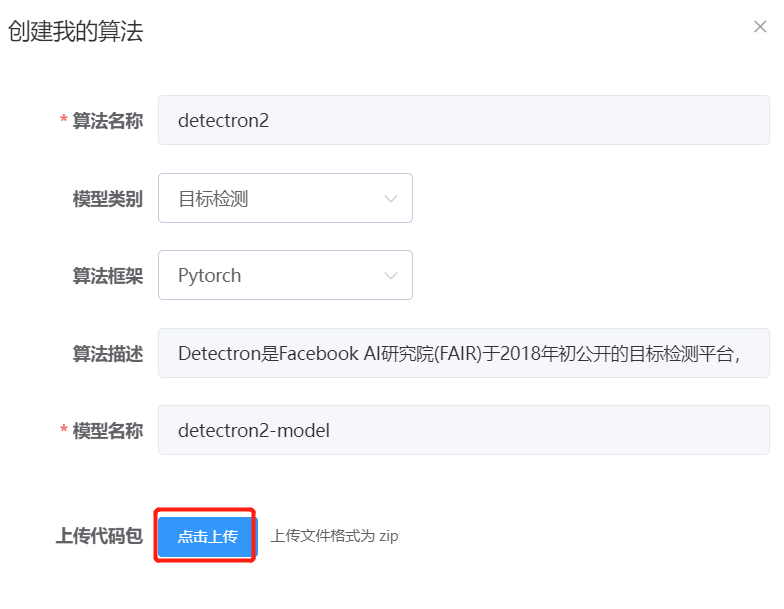 创建我的算法
* 算法名称 detectron2
模型类别 目标检测
算法框架 Pytorch
算法描述 Detectron是Facebook AI研究院(FAIR)于2018年初公开的目标检测平台，
* 模型名称 detectron2-model
上传代码包 点击上传 上传文件格式为 zip